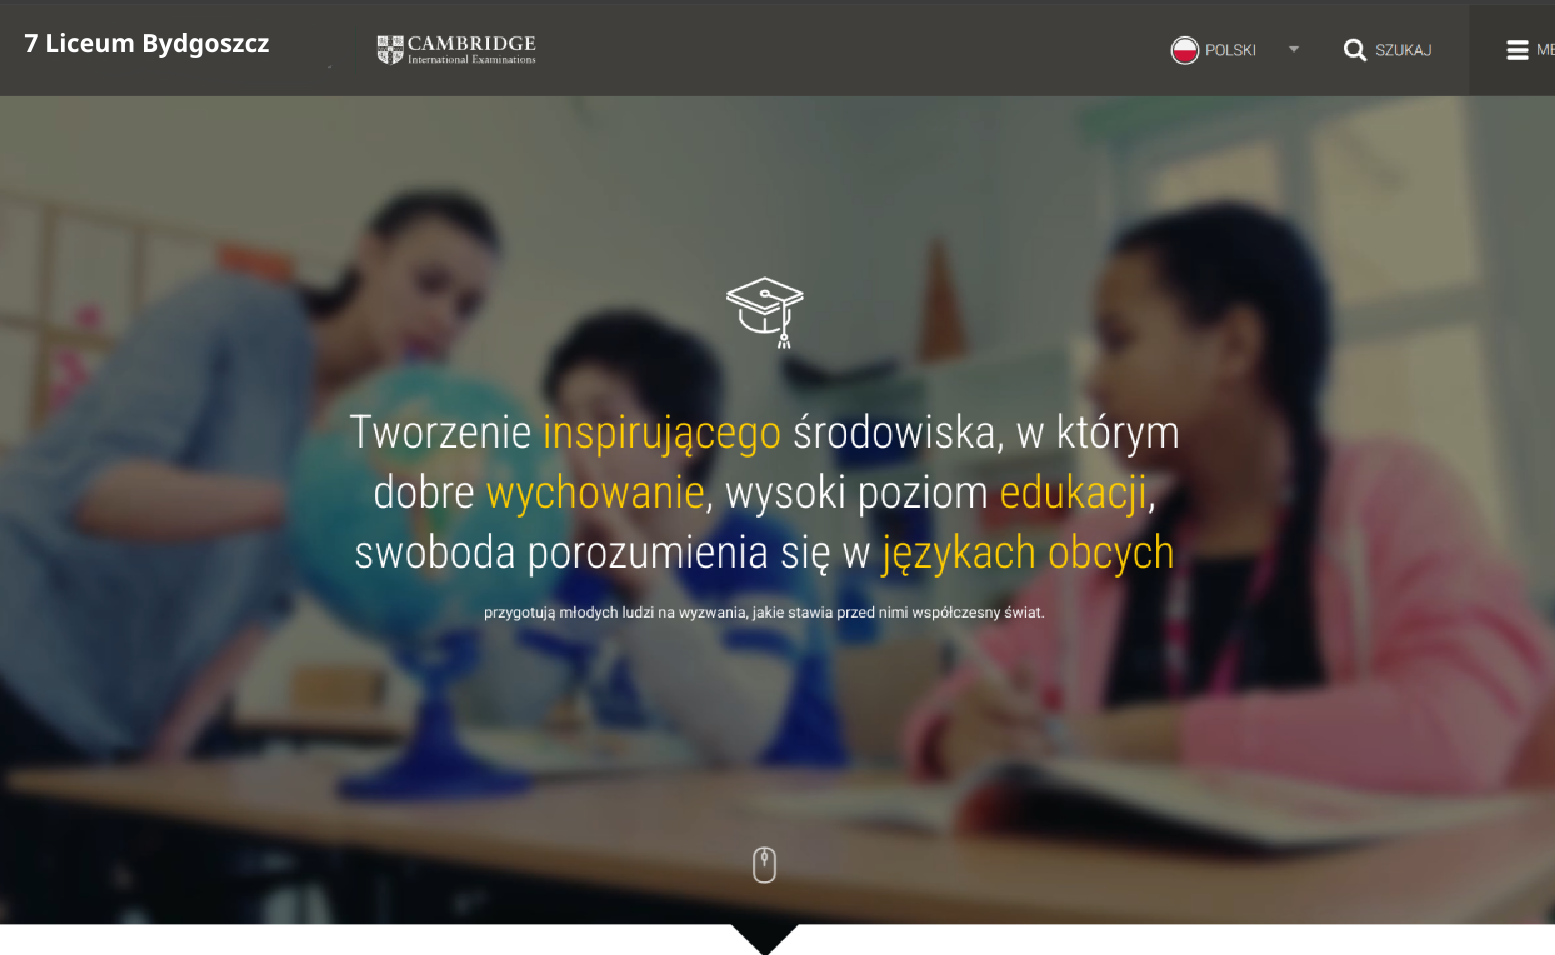 7 Liceum Bydgoszcz
CAMBRIDGE
International Examinations
POLSKI
SZUKAJ
ME
Tworzenie inspirującego środowiska, w którym
dobre wychowanie, wysoki poziom edukacji,
swoboda porozumienia się w językach obcych
przygotują młodych ludzi na wyzwania, jakie stawia przed nimi współczesny świat.